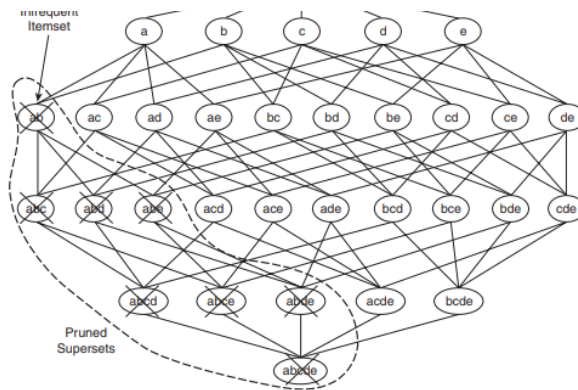 Infrequent
Itemset
a b c d e
ab ac ad ae bc bd be cd ce de
abc abd abe acd ace ade bcd bce bde cde
abcd abce abde acde bcde
Pruned
Supersets
abcde